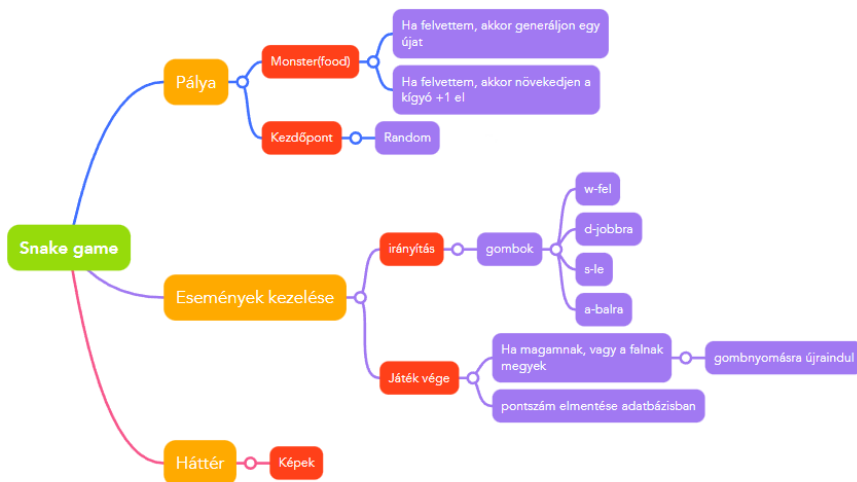 Snake game
Pálya
Monster(food)
Ha felvettem, akkor generáljon egy
újat
Ha felvettem, akkor növekedjen a
kígyó +1 el
Kezdőpont
Random
Események kezelése
irányítás
gombok
w-fel
d-jobbra
s-le
a-balra
Játék vége
Ha magamnak, vagy a falnak
megyek
gombnyomásra újraindul
pontszám elmentése adatbázisban
Háttér
Képek